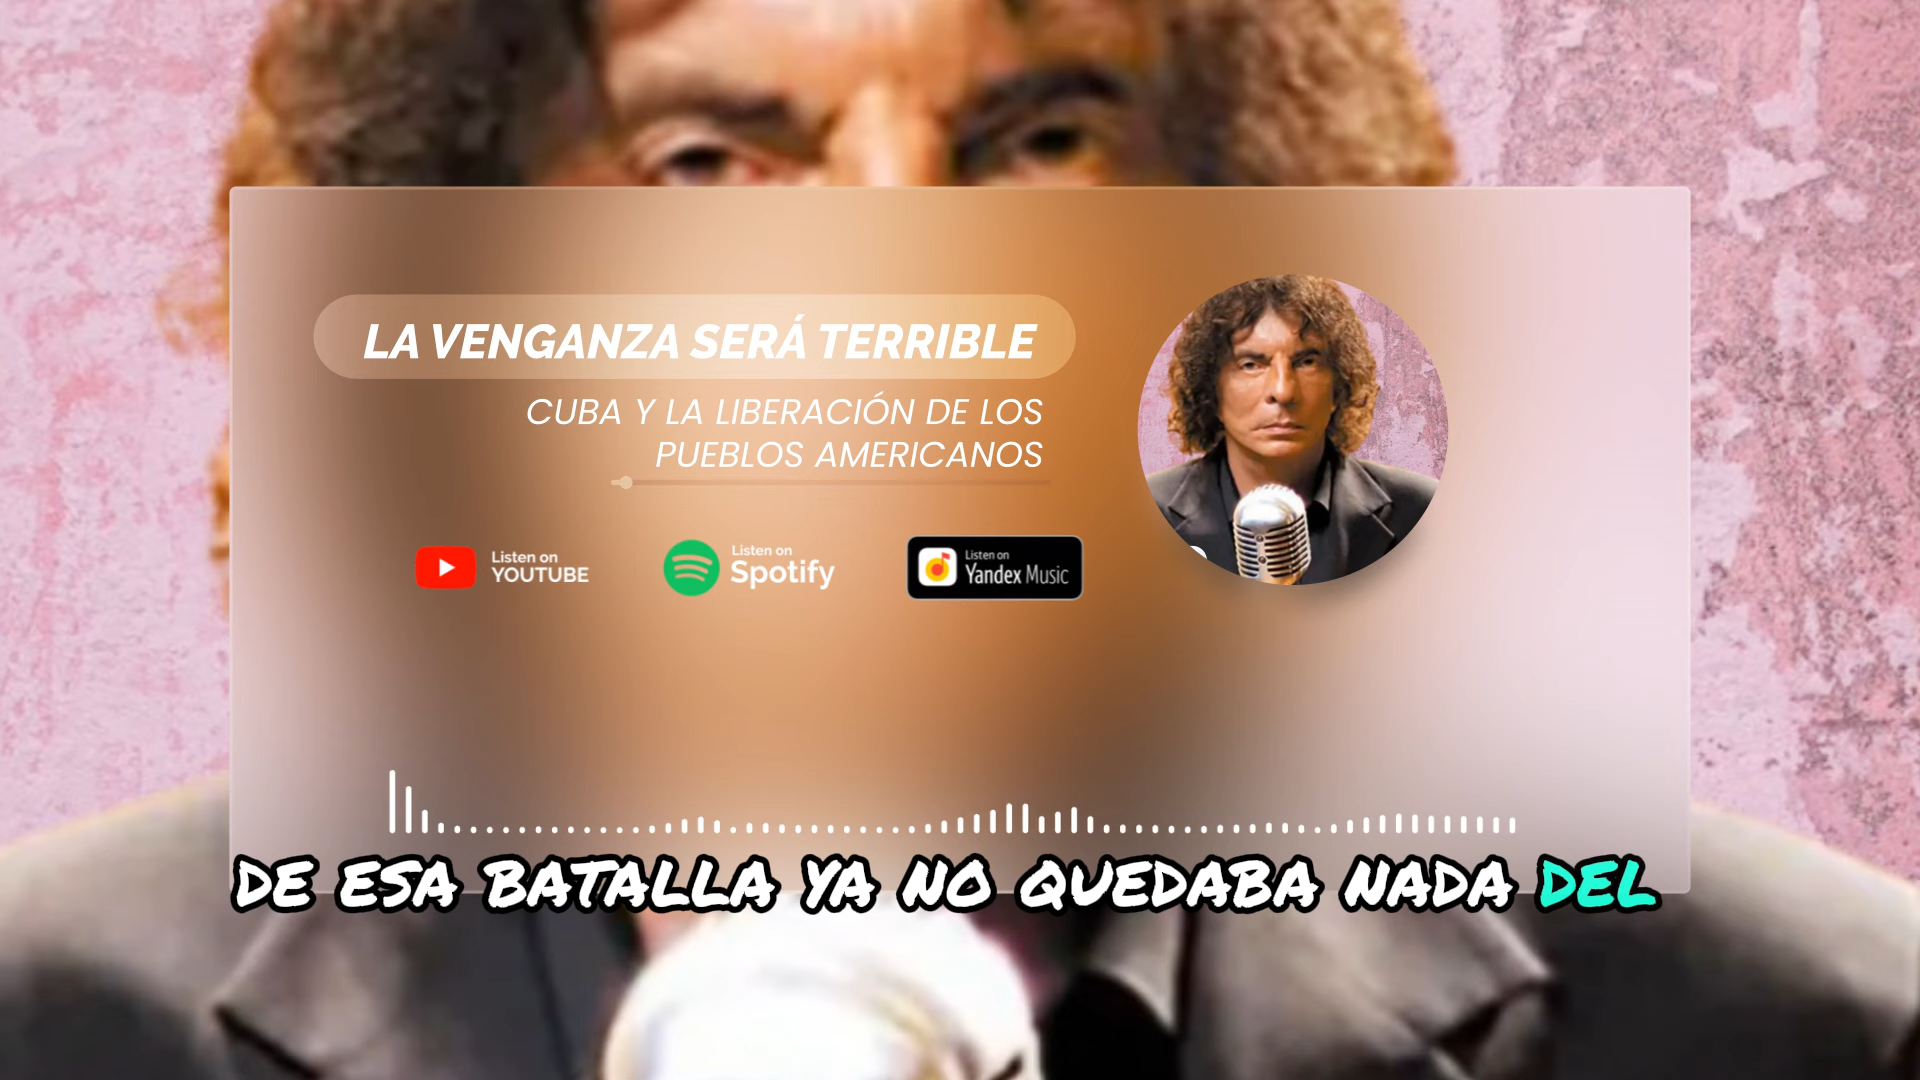 LA VENGANZA SERÁ TERRIBLE
CUBA Y LA LIBERACIÓN DE LOS
PUEBLOS AMERICANOS
Listen on
YOUTUBE
Listen on
Spotify
Listen on
Yandex Music
DE ESA BATALLA YA NO QUEDABA NADA DEL